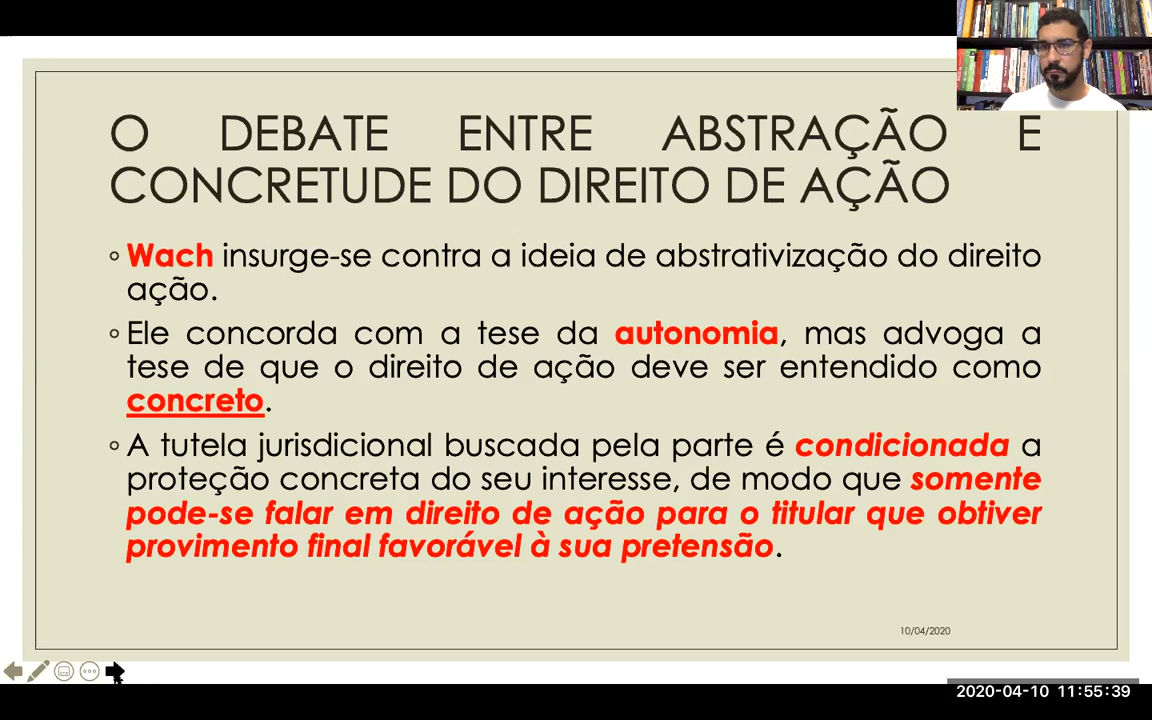 O DEBATE ENTRE ABSTRAÇÃO E
CONCRETUDE DO DIREITO DE AÇÃO
Wach insurge-se contra a ideia de abstrativização do direito
ação.
Ele concorda com a tese da autonomia, mas advoga a
tese de que o direito de ação deve ser entendido como
concreto.
A tutela jurisdicional buscada pela parte é condicionada a
proteção concreta do seu interesse, de modo que somente
pode-se falar em direito de ação para o titular que obtiver
provimento final favorável à sua pretensão.
10/04/2020
2020-04-10 11:55:39